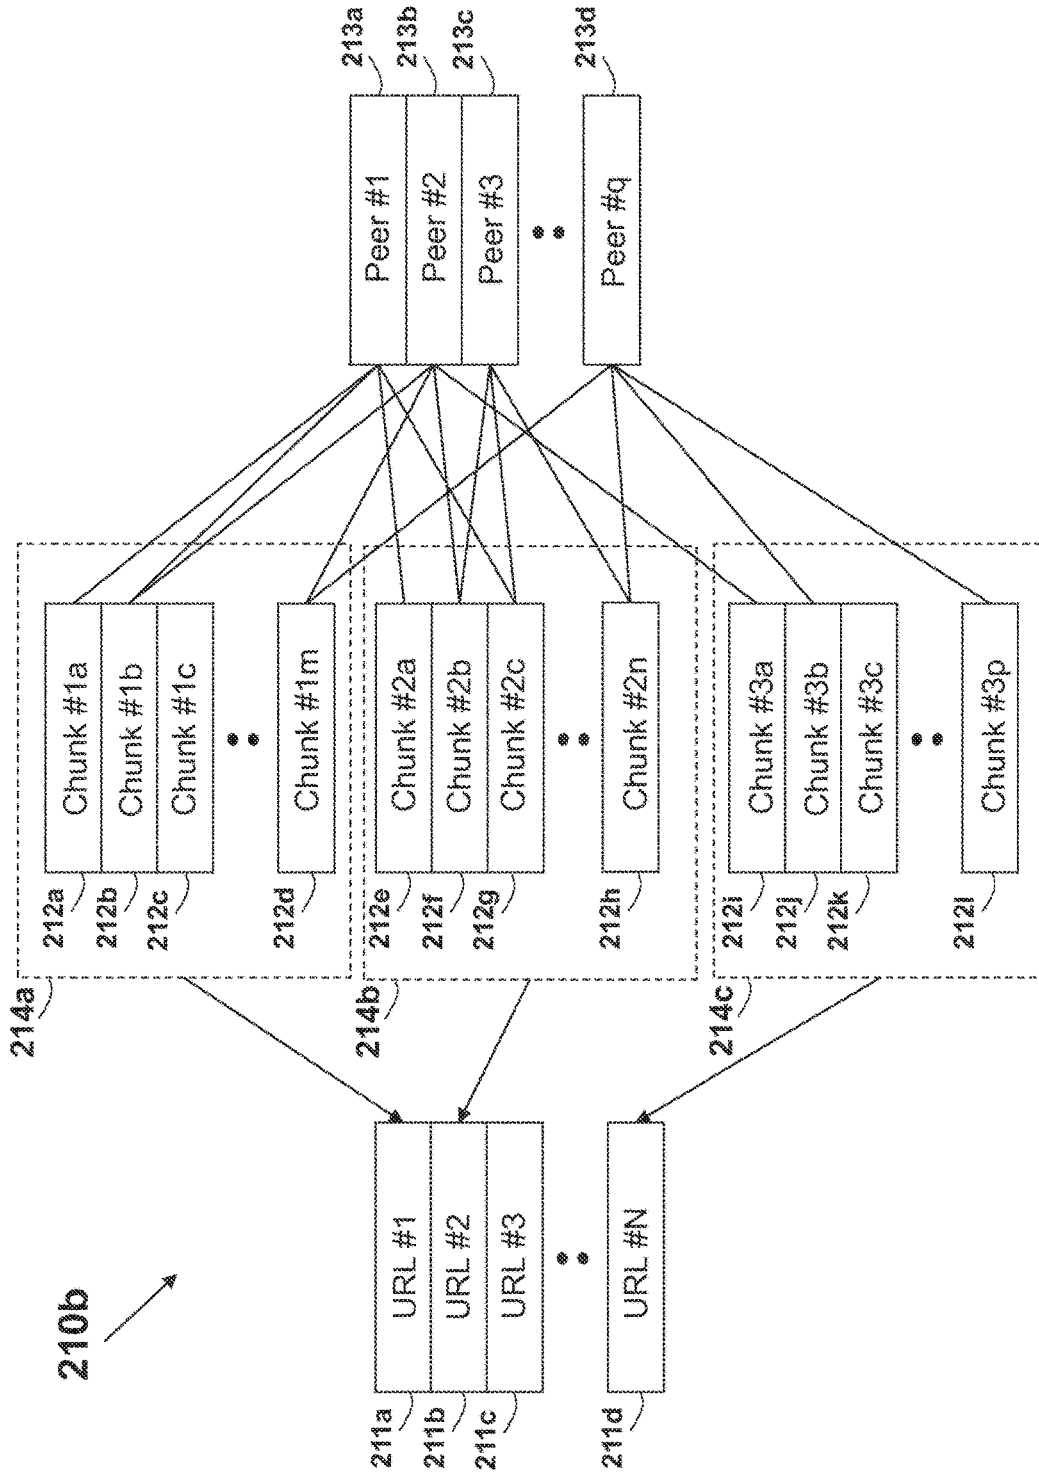 210b
211a
URL #1
211b
URL #2
211c
URL #3
211d
URL #N
214a
212a
Chunk #1a
212b
Chunk #1b
212c
Chunk #1c
212d
Chunk #1m
214b
212e
Chunk #2a
212f
Chunk #2b
212g
Chunk #2c
212h
Chunk #2n
214c
212i
Chunk #3a
212j
Chunk #3b
212k
Chunk #3c
212l
Chunk #3p
Peer #1
213a
Peer #2
213b
Peer #3
213c
Peer #q
213d